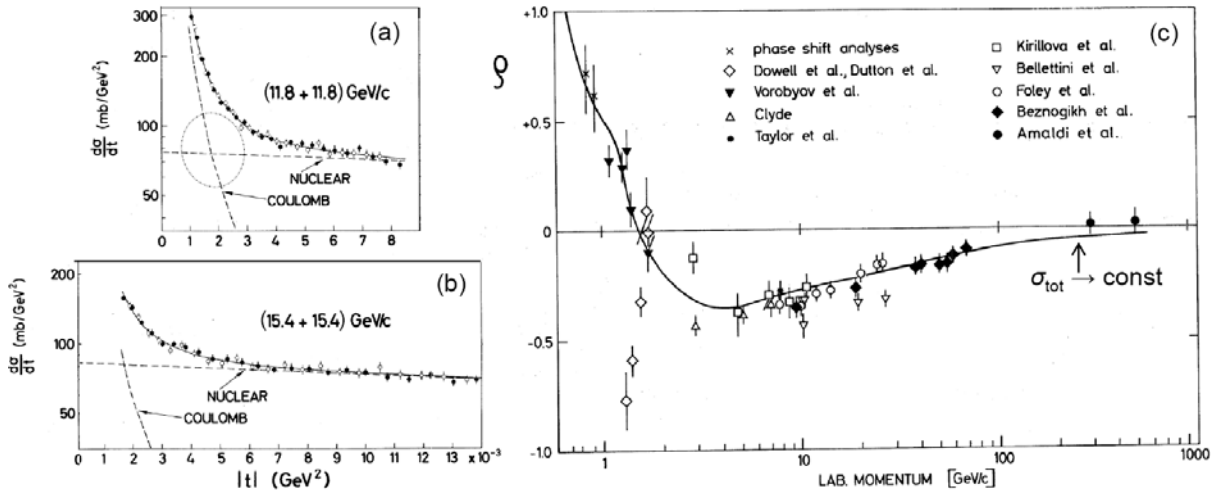 (a)
300
200
100
50
dσ/dt (mb/GeV²)
(11.8 + 11.8) GeV/c
NUCLEAR
COULOMB
0 1 2 3 4 5 6 7 8
(b)
200
100
50
dσ/dt (mb/GeV²)
(15.4 + 15.4) GeV/c
NUCLEAR
COULOMB
0 1 2 3 4 5 6 7 8 9 10 11 12 13 × 10⁻³
|t| (GeV²)
(c)
+1.0
+0.5
0
-0.5
-1.0
ρ
phase shift analyses
Dowell et al., Dutton et al.
Vorobyov et al.
Clyde
Taylor et al.
Kirillova et al.
Bellettini et al.
Foley et al.
Beznogikh et al.
Amaldi et al.
σtot → const
1 10 100 1000
LAB. MOMENTUM [GeV/c]